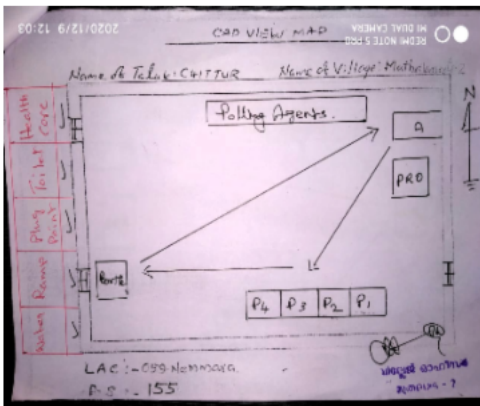 2020/12/9 12:03
REDMI NOTE 5 PRO
MI DUAL CAMERA
CAD VIEW MAP
Name of Taluk: CHITTUR
Name of Village:
Health Care
Toilet
Plug Point
Ramp
Water
Polling Agents.
N
A
PRO
P4 P3 P2 P1
LAC:- 059-Nemmara
P.S:- 155